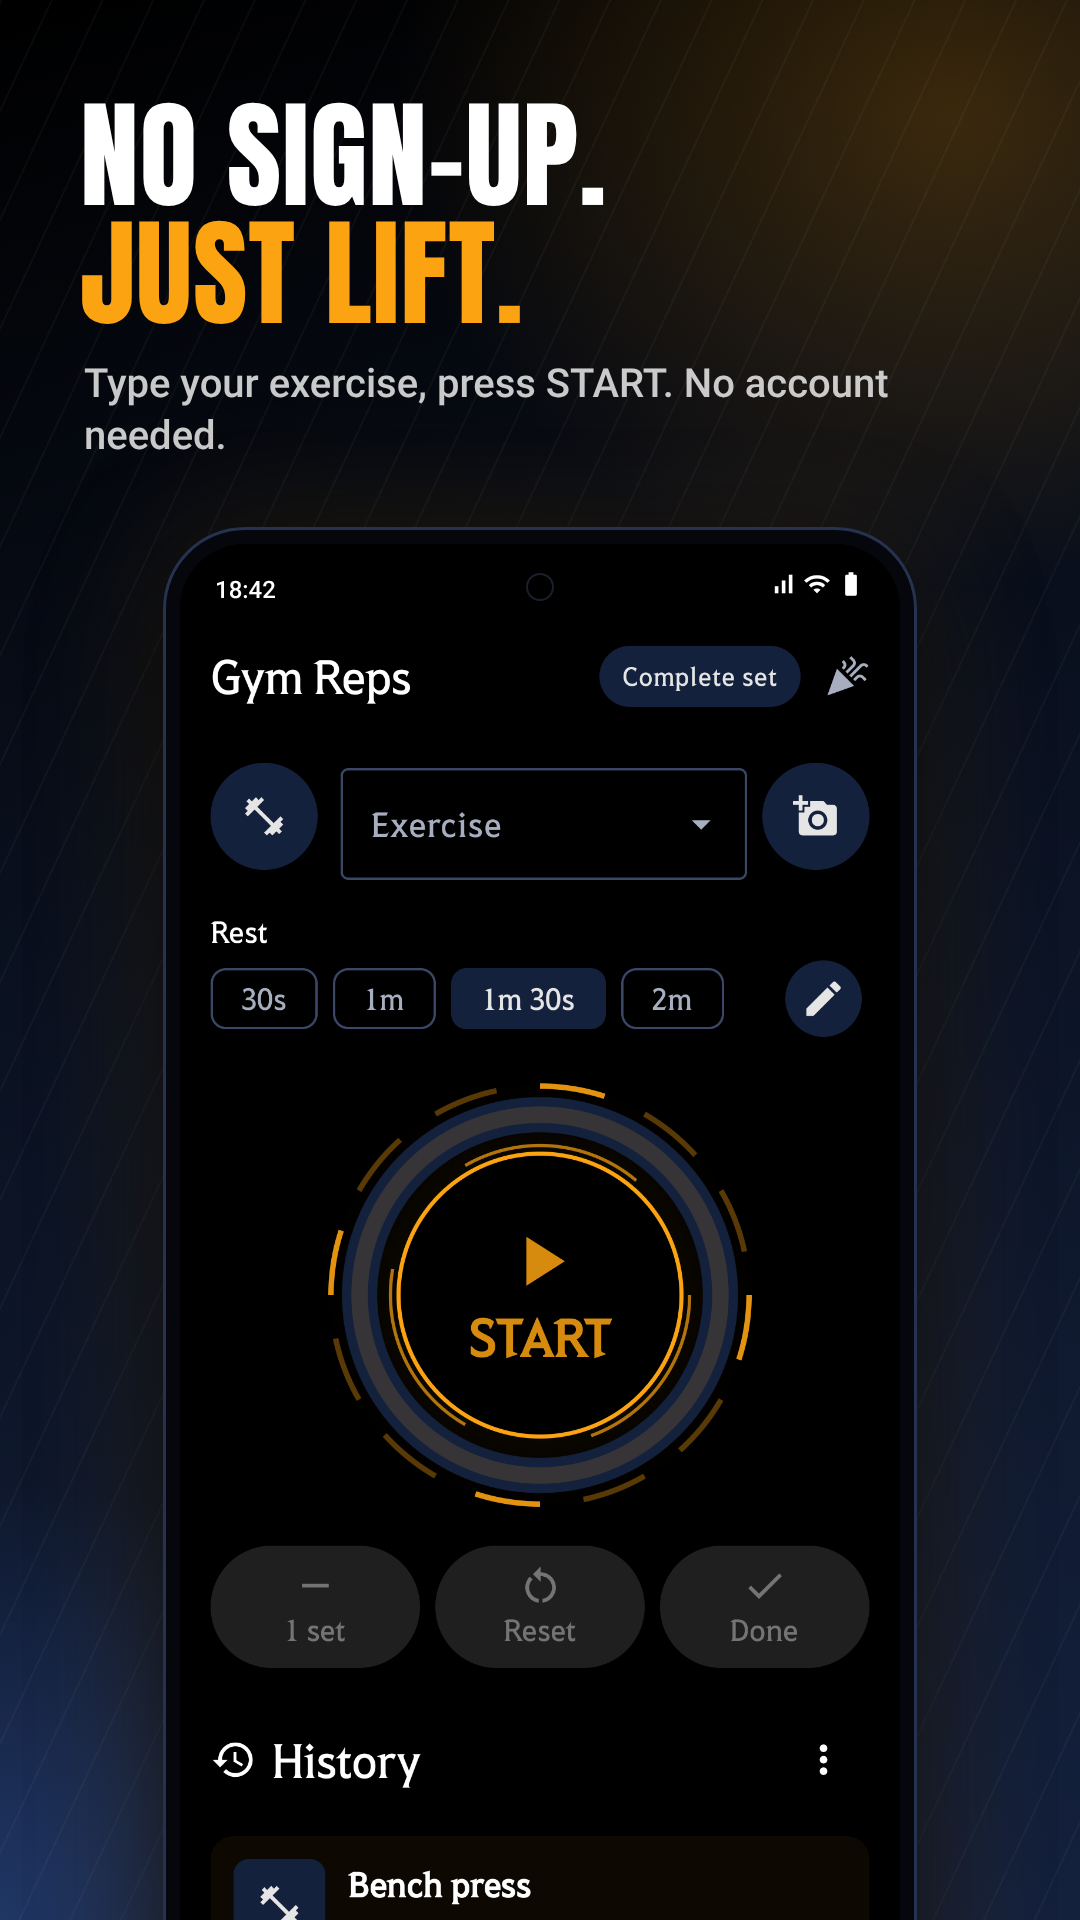 NO SIGN-UP.
JUST LIFT.
Type your exercise, press START. No account
needed.
18:42
Gym Reps
Complete set
Exercise
Rest
30s
1m
1m 30s
2m
START
1 set
Reset
Done
History
Bench press